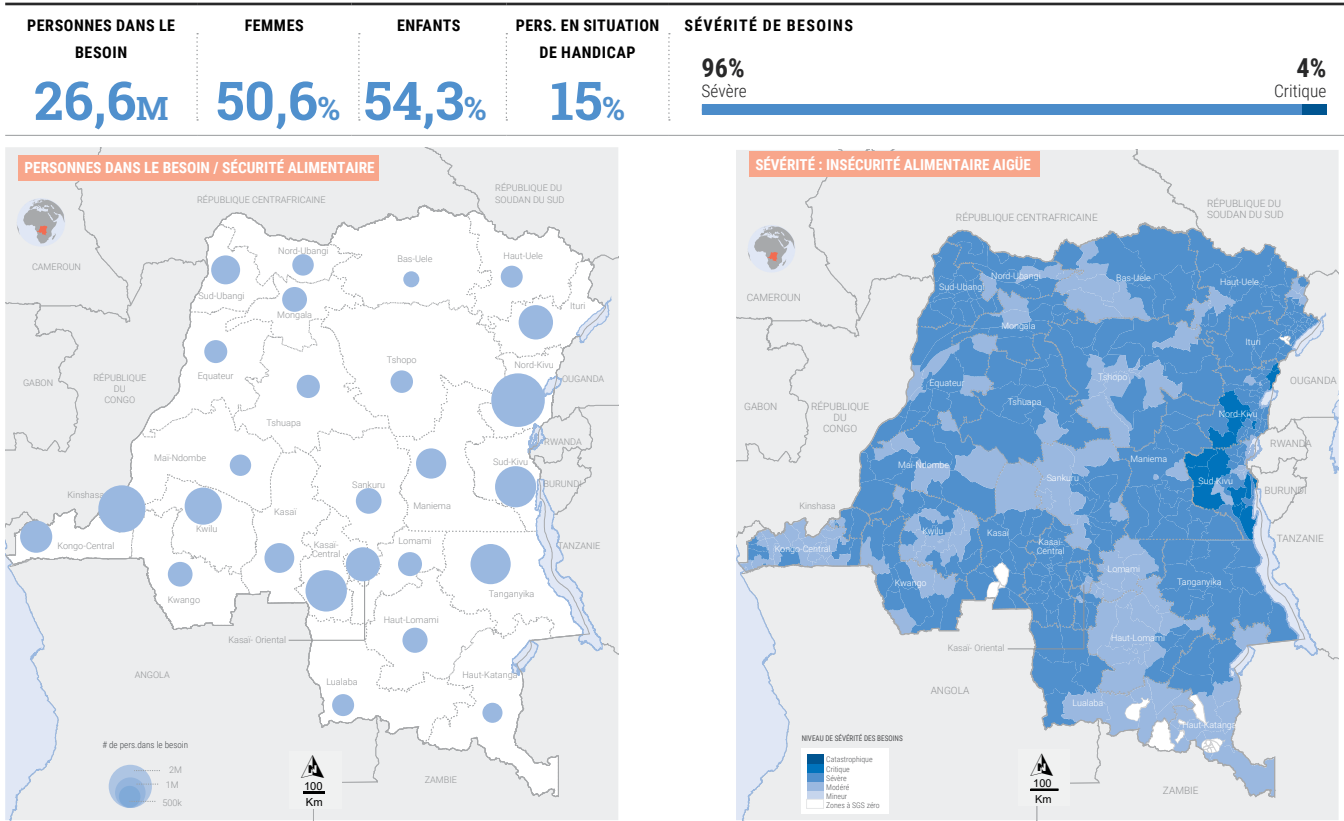 PERSONNES DANS LE
BESOIN
26,6M
FEMMES
50,6%
ENFANTS
54,3%
PERS. EN SITUATION
DE HANDICAP
15%
SÉVÉRITÉ DE BESOINS
96%
Sévère
4%
Critique
PERSONNES DANS LE BESOIN / SÉCURITÉ ALIMENTAIRE
RÉPUBLIQUE CENTRAFRICAINE
RÉPUBLIQUE DU
SOUDAN DU SUD
CAMEROUN
Nord-Ubangi
Bas-Uele
Haut-Uele
Sud-Ubangi
Mongala
Ituri
Tshopo
Nord-Kivu
GABON
RÉPUBLIQUE
DU
CONGO
Equateur
OUGANDA
Tshuapa
RWANDA
Mai-Ndombe
Sud-Kivu
Sankuru
BURUNDI
Kinshasa
Maniema
Kasai
Kwilu
Kongo-Central
Kasai-
Central
Lomami
TANZANIE
Kwango
Tanganyika
Haut-Lomami
Kasai- Oriental
ANGOLA
Lualaba
Haut-Katanga
ZAMBIE
# de pers.dans le besoin
2M
1M
500k
100
Km
SÉVÉRITÉ : INSÉCURITÉ ALIMENTAIRE AIGÜE
RÉPUBLIQUE CENTRAFRICAINE
RÉPUBLIQUE DU
SOUDAN DU SUD
CAMEROUN
Nord-Ubangi
Bas-Uele
Haut-Uele
Sud-Ubangi
Mongala
Ituri
Tshopo
OUGANDA
Equateur
GABON
RÉPUBLIQUE
DU
CONGO
Tshuapa
Nord-Kivu
RWANDA
Maniema
Mai-Ndombe
Sankuru
Sud-Kivu
BURUNDI
Kinshasa
Kwilu
Kasai
Kasai-
Central
TANZANIE
Kongo-Central
Lomami
Kwango
Tanganyika
Haut-Lomami
Kasai- Oriental
ANGOLA
Lualaba
Haut-Katanga
ZAMBIE
NIVEAU DE SÉVÉRITÉ DES BESOINS
Catastrophique
Critique
Sévère
Modéré
Mineur
Zones à SGS zéro
100
Km